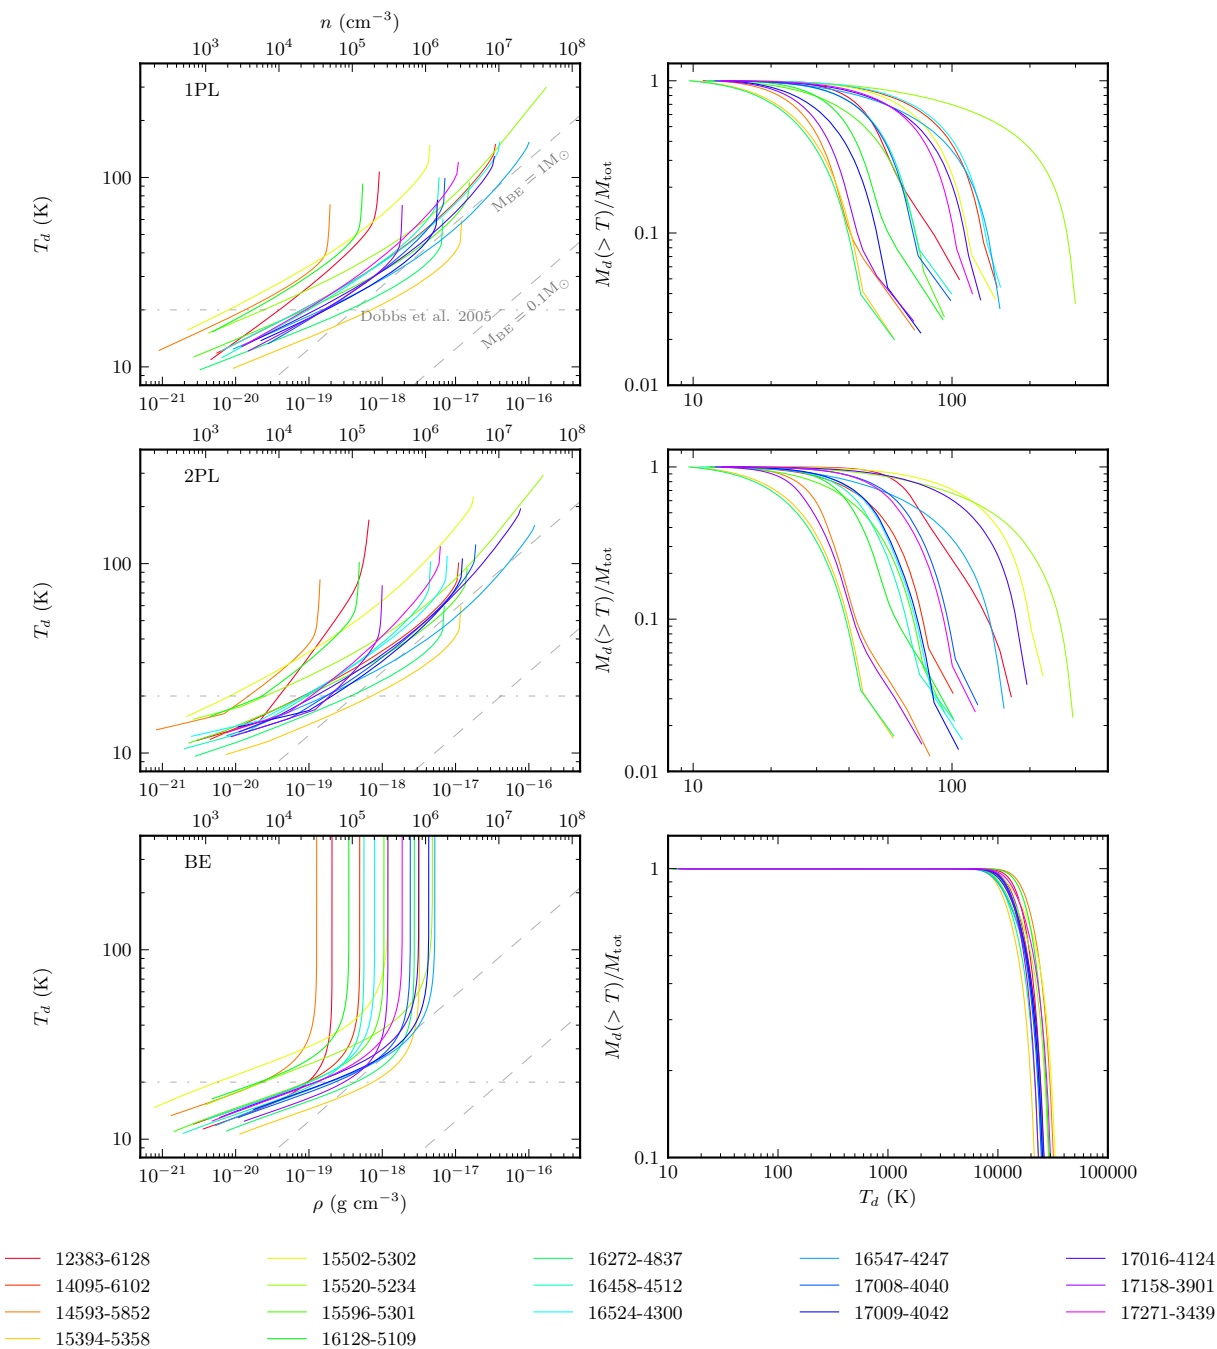 n (cm⁻³)
10³ 10⁴ 10⁵ 10⁶ 10⁷ 10⁸
1PL
T_d (K)
100
10
M_BE = 1M⊙
M_BE = 0.1M⊙
Dobbs et al. 2005
10⁻²¹ 10⁻²⁰ 10⁻¹⁹ 10⁻¹⁸ 10⁻¹⁷ 10⁻¹⁶
M_d(> T)/M_tot
1
0.1
0.01
10 100
10³ 10⁴ 10⁵ 10⁶ 10⁷ 10⁸
2PL
T_d (K)
100
10
10⁻²¹ 10⁻²⁰ 10⁻¹⁹ 10⁻¹⁸ 10⁻¹⁷ 10⁻¹⁶
M_d(> T)/M_tot
1
0.1
0.01
10 100
10³ 10⁴ 10⁵ 10⁶ 10⁷ 10⁸
BE
T_d (K)
100
10
10⁻²¹ 10⁻²⁰ 10⁻¹⁹ 10⁻¹⁸ 10⁻¹⁷ 10⁻¹⁶
ρ (g cm⁻³)
M_d(> T)/M_tot
1
0.1
10 100 1000 10000 100000
T_d (K)
12383-6128 15502-5302 16272-4837 16547-4247 17016-4124
14095-6102 15520-5234 16458-4512 17008-4040 17158-3901
14593-5852 15596-5301 16524-4300 17009-4042 17271-3439
15394-5358 16128-5109